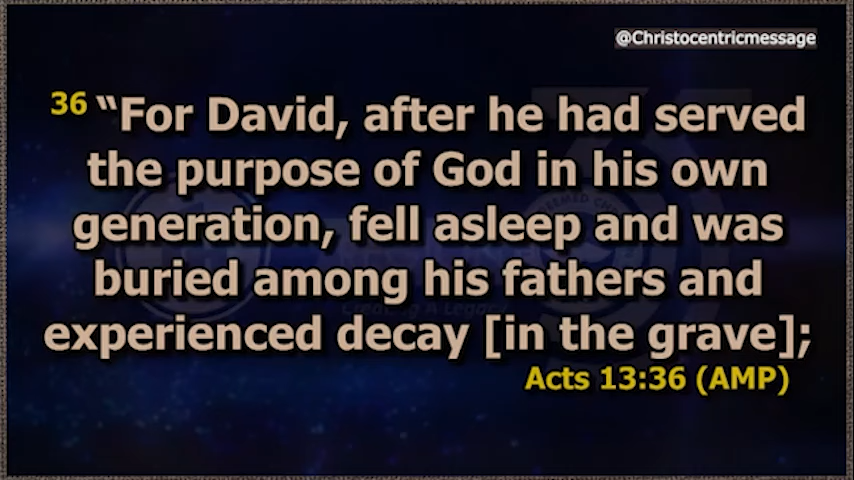 @Christocentricmessage
36 “For David, after he had served
the purpose of God in his own
generation, fell asleep and was
buried among his fathers and
experienced decay [in the grave];
Acts 13:36 (AMP)